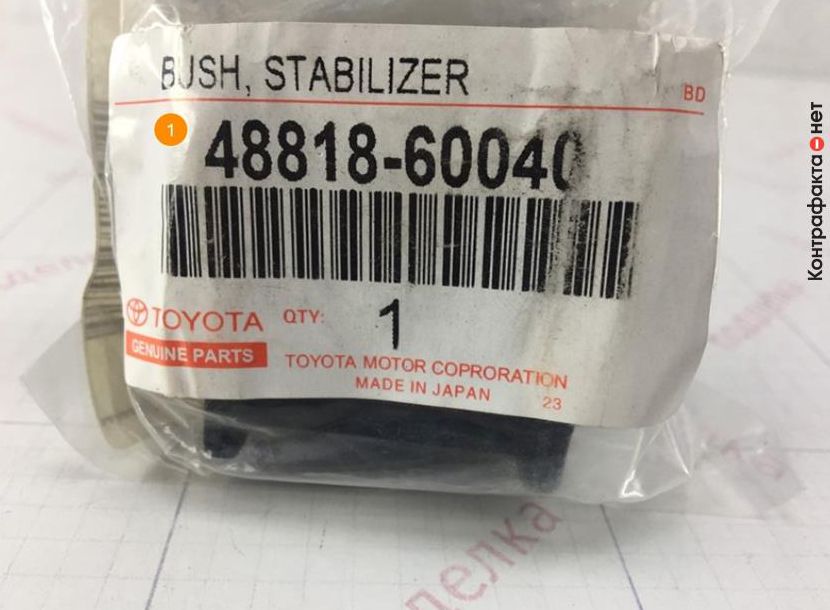 BUSH, STABILIZER
BD
1
48818-60040
TOYOTA
QTY:
1
GENUINE PARTS
TOYOTA MOTOR COPRORATION
MADE IN JAPAN
23
Контрафакта нет